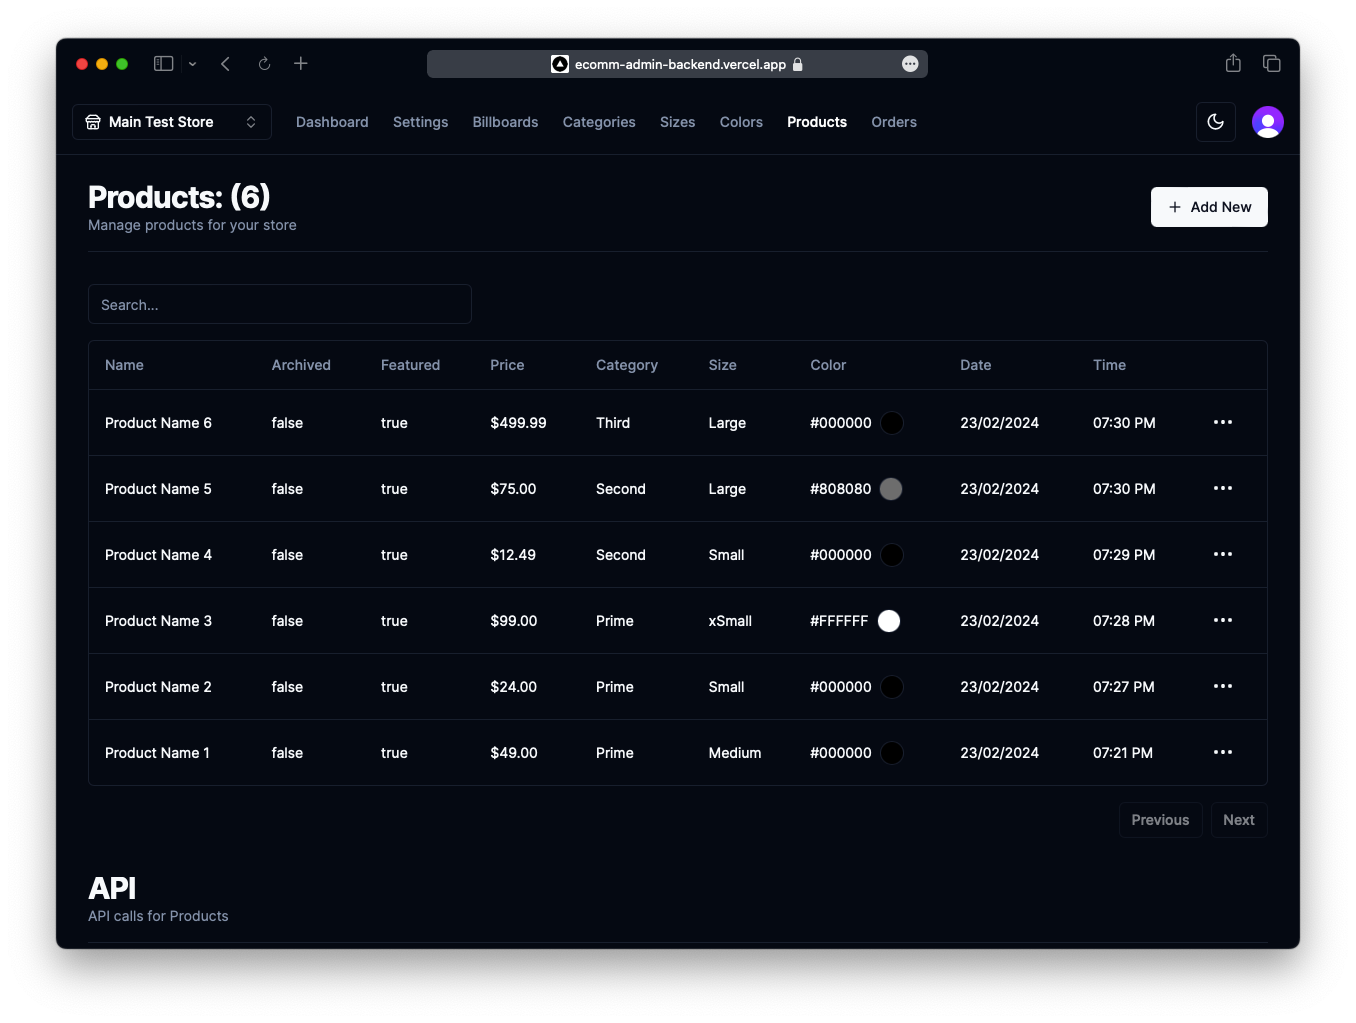 ecomm-admin-backend.vercel.app
Main Test Store Dashboard Settings Billboards Categories Sizes Colors Products Orders
Products: (6)
Manage products for your store
+ Add New
Search...
Name Archived Featured Price Category Size Color Date Time
Product Name 6 false true $499.99 Third Large #000000 23/02/2024 07:30 PM
Product Name 5 false true $75.00 Second Large #808080 23/02/2024 07:30 PM
Product Name 4 false true $12.49 Second Small #000000 23/02/2024 07:29 PM
Product Name 3 false true $99.00 Prime xSmall #FFFFFF 23/02/2024 07:28 PM
Product Name 2 false true $24.00 Prime Small #000000 23/02/2024 07:27 PM
Product Name 1 false true $49.00 Prime Medium #000000 23/02/2024 07:21 PM
Previous Next
API
API calls for Products